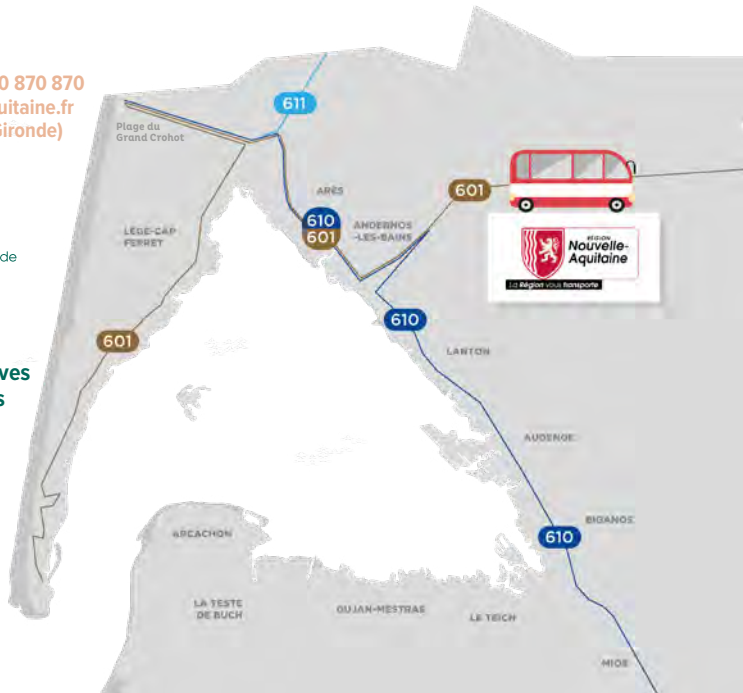 0 870 870
uitaine.fr
Gironde)
de
ves
s
611
Plage du
Grand Crohot
ARÈS
601
610
601
ANDERNOS
-LES-BAINS
RÉGION
Nouvelle-
Aquitaine
La Région vous transporte
LÈGE-CAP
FERRET
610
601
LANTON
AUDENGE
BIGANOS
610
ARCACHON
LA TESTE
DE BUCH
GUJAN-MESTRAS
LE TEICH
MIOS